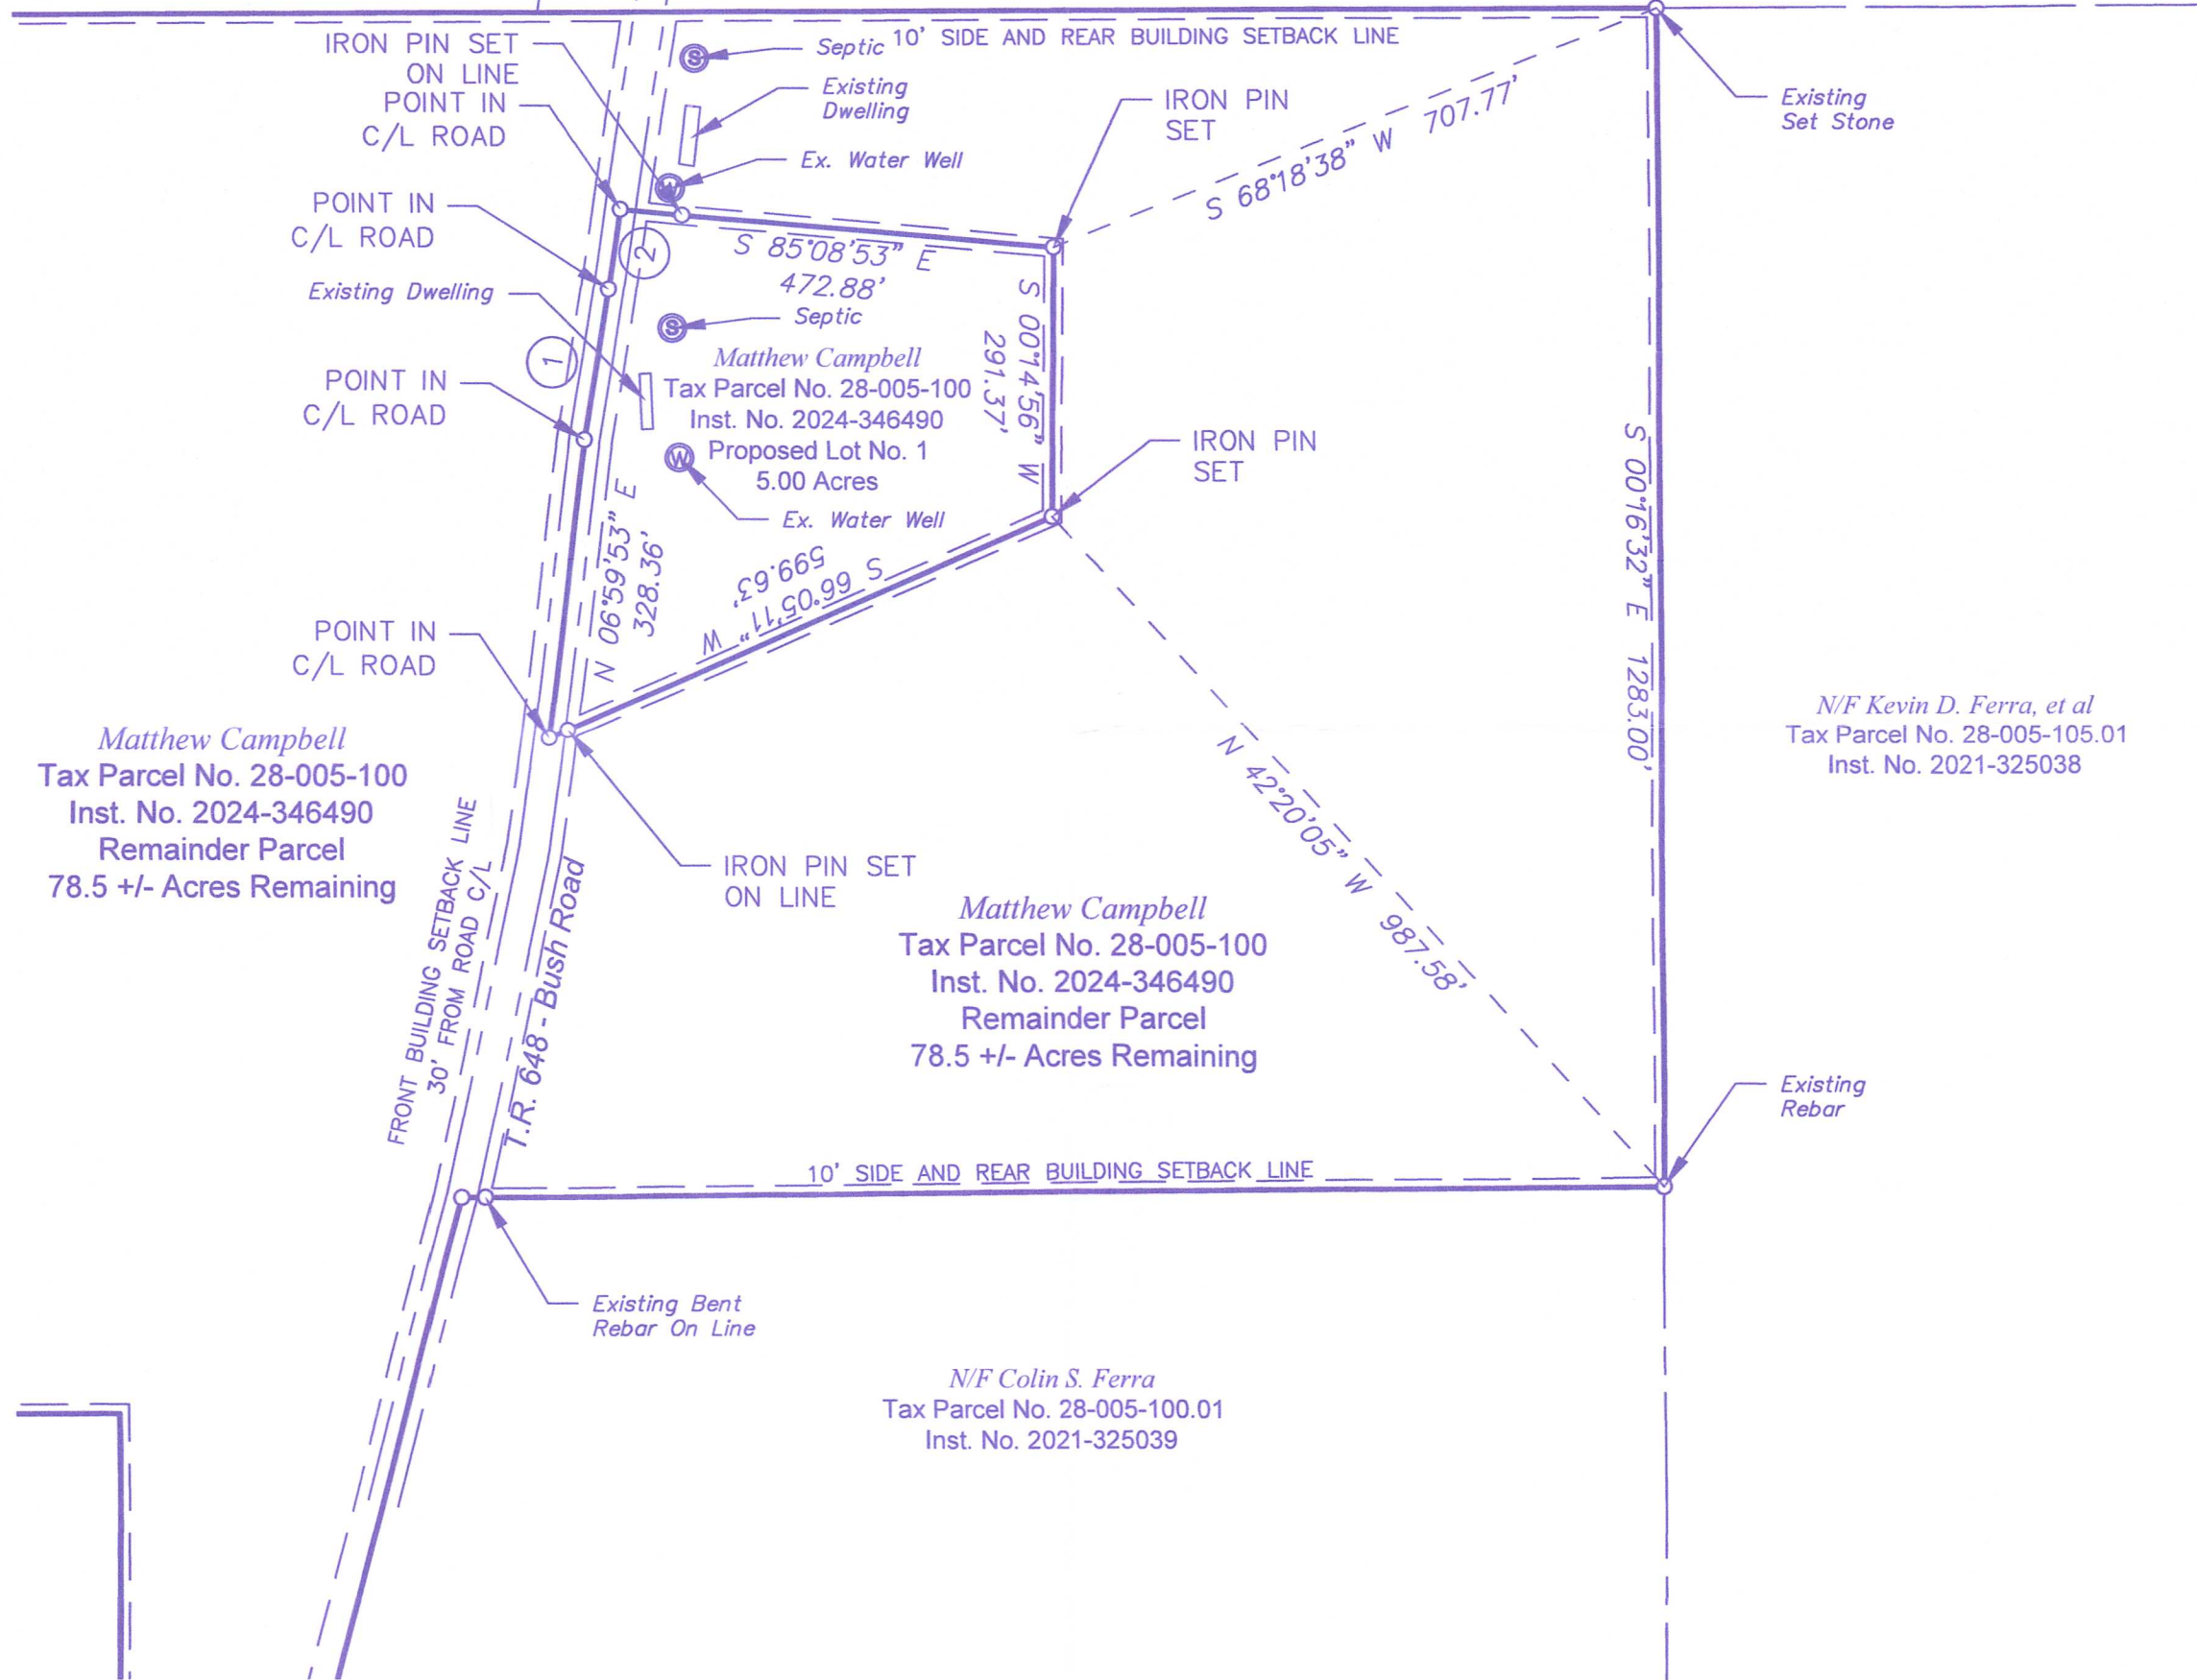 IRON PIN SET
ON LINE
POINT IN
C/L ROAD
Septic
10' SIDE AND REAR BUILDING SETBACK LINE
Existing
Dwelling
Ex. Water Well
IRON PIN
SET
S 68°18'38" W 707.77'
Existing
Set Stone
S
W
POINT IN
C/L ROAD
2
S 85°08'53" E
472.88'
Existing Dwelling
S
Septic
S 00°14'56" W
291.37'
1
POINT IN
C/L ROAD
Matthew Campbell
Tax Parcel No. 28-005-100
Inst. No. 2024-346490
Proposed Lot No. 1
5.00 Acres
W
Ex. Water Well
IRON PIN
SET
S 00°16'32" E 1283.00'
N 06°59'53" E
328.36'
S 66°05'11" W
599.63'
POINT IN
C/L ROAD
N/F Kevin D. Ferra, et al
Tax Parcel No. 28-005-105.01
Inst. No. 2021-325038
Matthew Campbell
Tax Parcel No. 28-005-100
Inst. No. 2024-346490
Remainder Parcel
78.5 +/- Acres Remaining
N 42°20'05" W 987.58'
FRONT BUILDING SETBACK LINE
30' FROM ROAD C/L
T.R. 648 - Bush Road
IRON PIN SET
ON LINE
Matthew Campbell
Tax Parcel No. 28-005-100
Inst. No. 2024-346490
Remainder Parcel
78.5 +/- Acres Remaining
Existing
Rebar
10' SIDE AND REAR BUILDING SETBACK LINE
Existing Bent
Rebar On Line
N/F Colin S. Ferra
Tax Parcel No. 28-005-100.01
Inst. No. 2021-325039